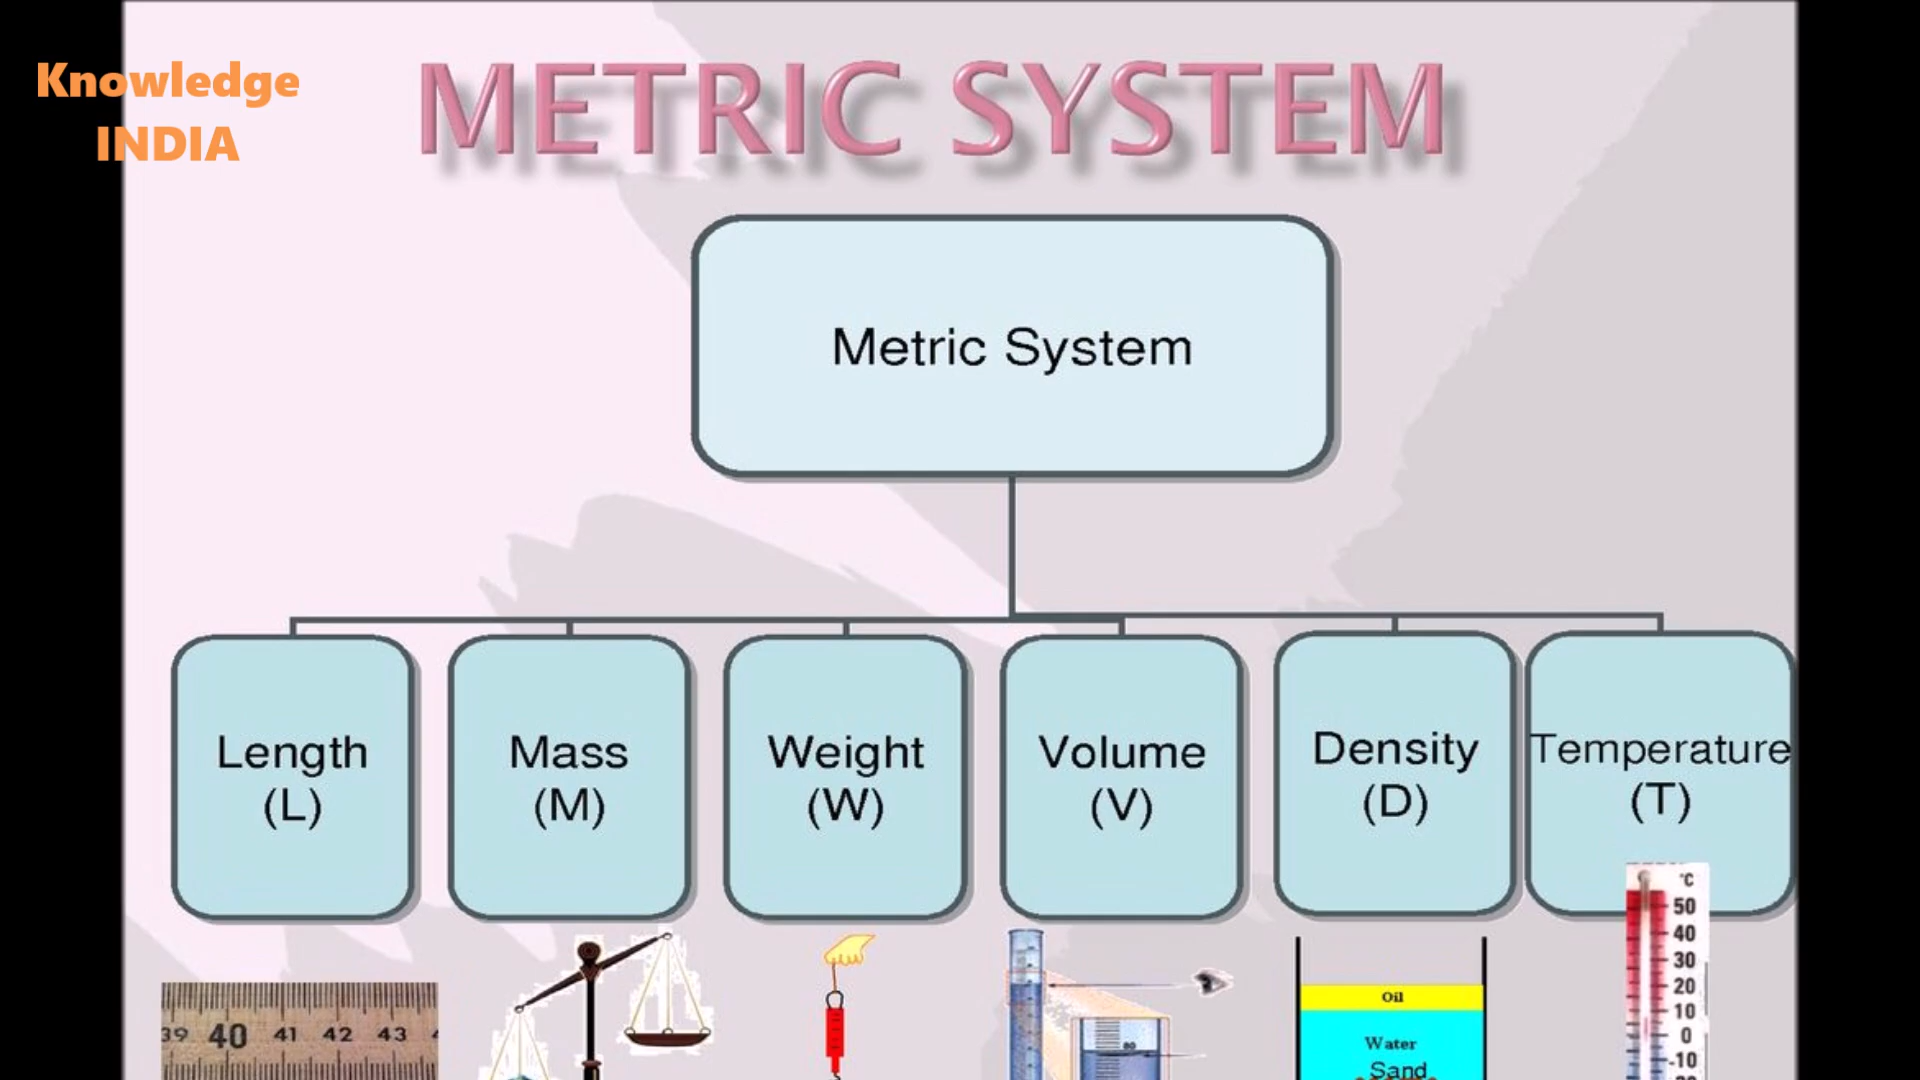 Knowledge
INDIA
METRIC SYSTEM
Metric System
Length
(L)
Mass
(M)
Weight
(W)
Volume
(V)
Density
(D)
Temperature
(T)
39 40 41 42 43
80
Oil
Water
Sand
°C
50
40
30
20
10
0
-10